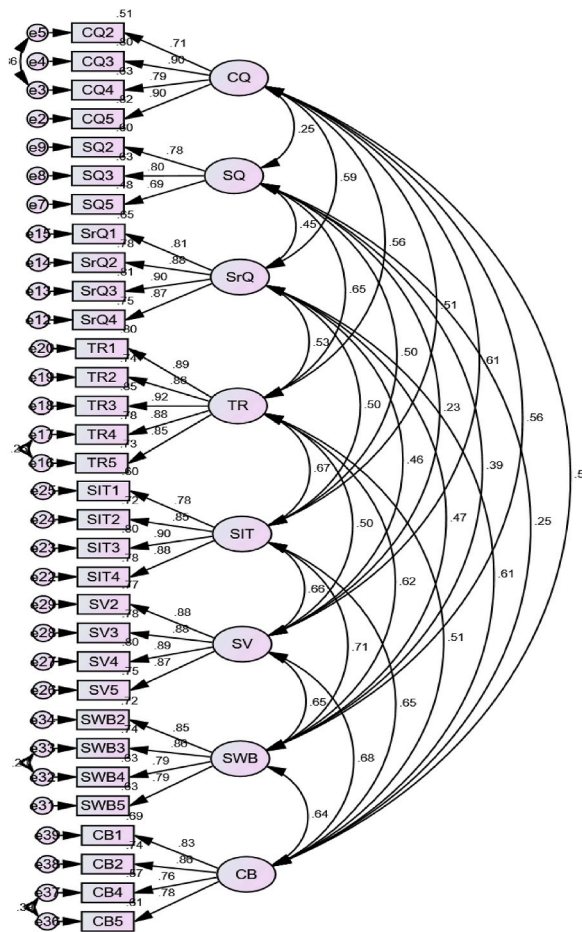 .51
e5 CQ2 .71
.80
e4 CQ3 .90
.63
e3 CQ4 .79
.82
e2 CQ5 .90
CQ
.60
e9 SQ2 .78
.63
e8 SQ3 .80
.48
e7 SQ5 .69
SQ
.65
e15 SrQ1 .81
.78
e14 SrQ2 .88
.81
e13 SrQ3 .90
.75
e12 SrQ4 .87
SrQ
.80
e20 TR1 .89
.74
e19 TR2
.85
e18 TR3 .92
.78
e17 TR4 .88
.73
e16 TR5 .85
TR
.60
e25 SIT1 .78
.72
e24 SIT2 .85
.80
e23 SIT3 .90
.78
e22 SIT4 .88
SIT
.77
e29 SV2 .88
.78
e28 SV3 .88
.80
e27 SV4 .89
.75
e26 SV5 .87
SV
.72
e34 SWB2 .85
.74
e33 SWB3 .86
.63
e32 SWB4 .79
.63
e31 SWB5 .79
SWB
.69
e39 CB1 .83
.74
e38 CB2 .86
.57
e37 CB4 .76
.61
e36 CB5 .78
CB
.25
.59
.45
.56
.65
.51
.53
.50
.61
.50
.23
.56
.46
.39
.67
.47
.25
.50
.62
.61
.66
.51
.71
.65
.65
.68
.64